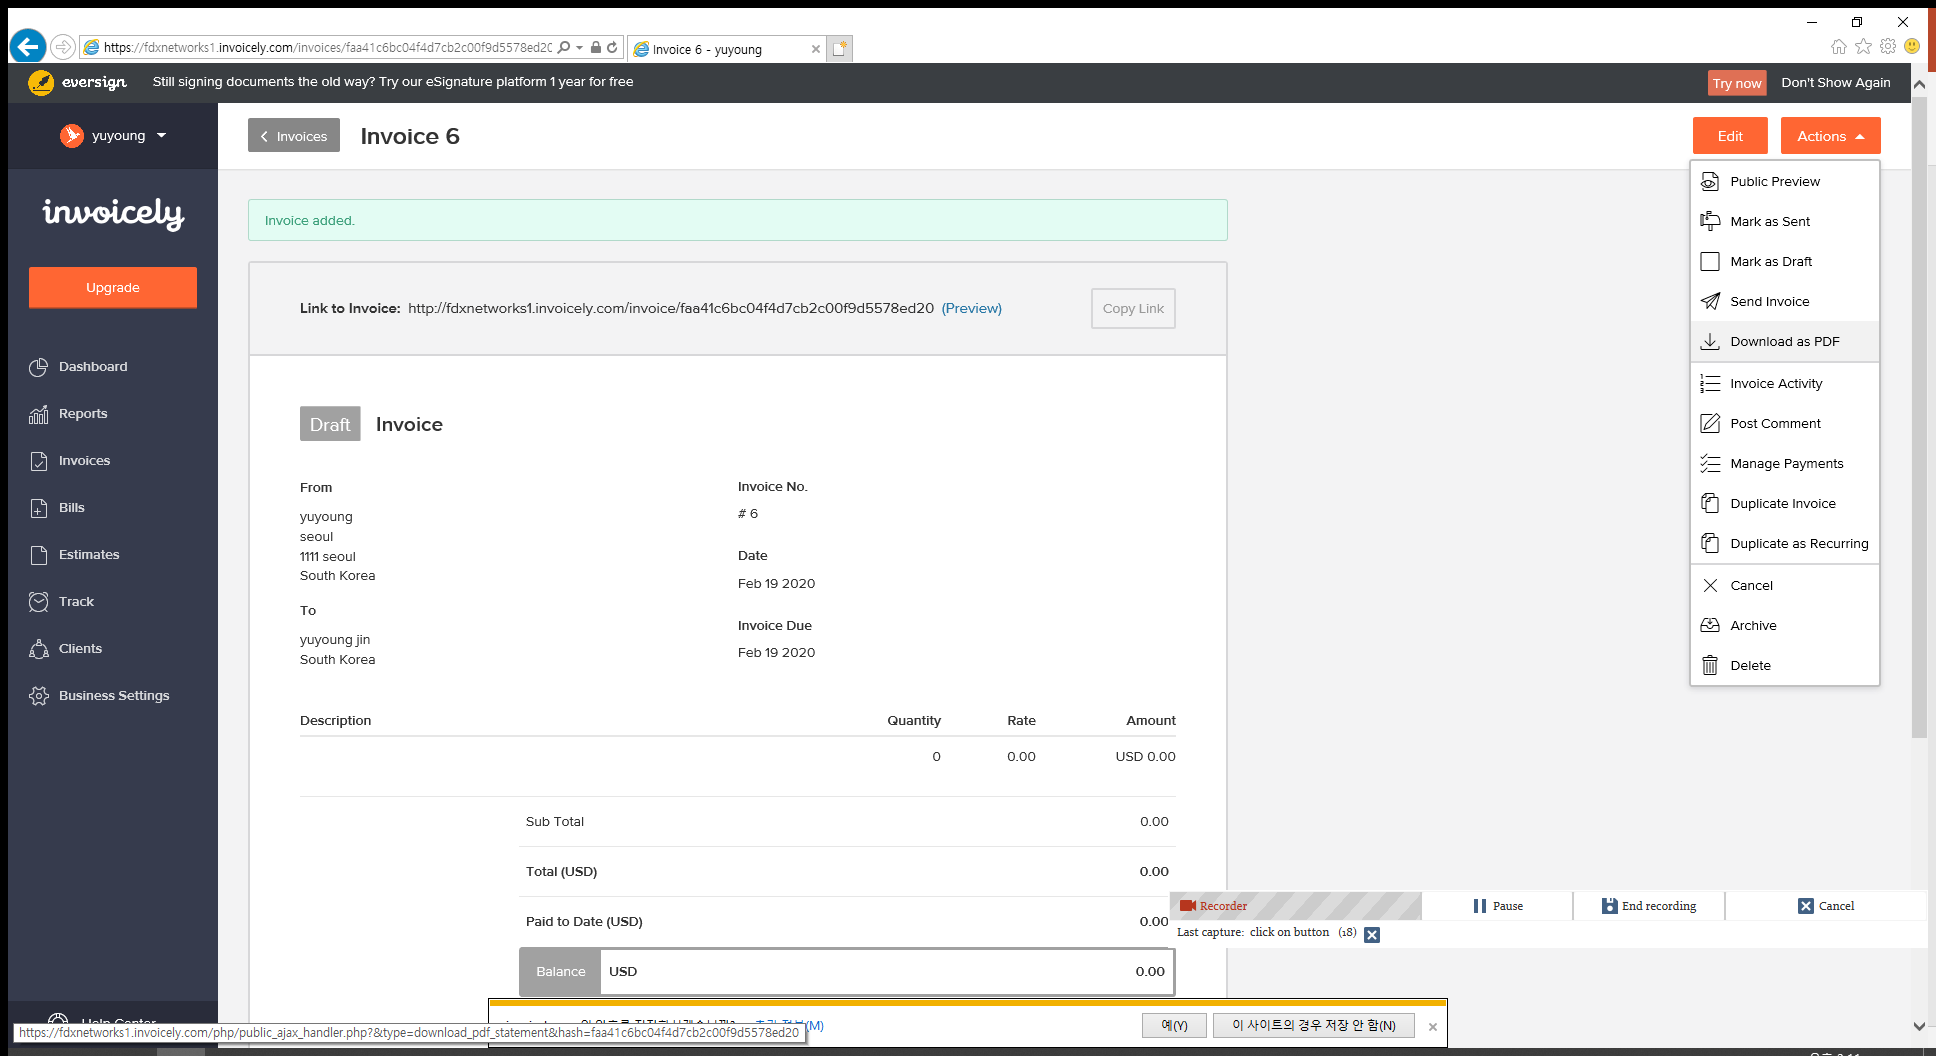 https://fdxnetworks1.invoicely.com/invoices/faa41c6bc04f4d7cb2c00f9d5578ed2
Invoice 6 - yuyoung
eversign
Still signing documents the old way? Try our eSignature platform 1 year for free
Try now
Don't Show Again
yuyoung
Invoices
Invoice 6
Edit
Actions
invoicely
Upgrade
Dashboard
Reports
Invoices
Bills
Estimates
Track
Clients
Business Settings
Help Center
Invoice added.
Link to Invoice: http://fdxnetworks1.invoicely.com/invoice/faa41c6bc04f4d7cb2c00f9d5578ed20 (Preview)
Copy Link
Draft Invoice
From
yuyoung
seoul
1111 seoul
South Korea
To
yuyoung jin
South Korea
Invoice No.
# 6
Date
Feb 19 2020
Invoice Due
Feb 19 2020
Description Quantity Rate Amount
0 0.00 USD 0.00
Sub Total 0.00
Total (USD) 0.00
Paid to Date (USD) 0.00
Balance USD 0.00
Public Preview
Mark as Sent
Mark as Draft
Send Invoice
Download as PDF
Invoice Activity
Post Comment
Manage Payments
Duplicate Invoice
Duplicate as Recurring
Cancel
Archive
Delete
Recorder
Pause
End recording
Cancel
Last capture: click on button (18)
예(Y)
이 사이트의 경우 저장 안 함(N)
https://fdxnetworks1.invoicely.com/php/public_ajax_handler.php?&type=download_pdf_statement&hash=faa41c6bc04f4d7cb2c00f9d5578ed20